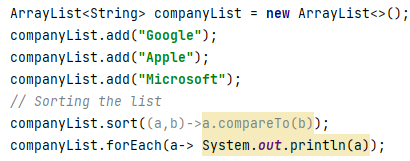 ArrayList<String> companyList = new ArrayList<>();
companyList.add("Google");
companyList.add("Apple");
companyList.add("Microsoft");
// Sorting the list
companyList.sort((a,b)->a.compareTo(b));
companyList.forEach(a-> System.out.println(a));